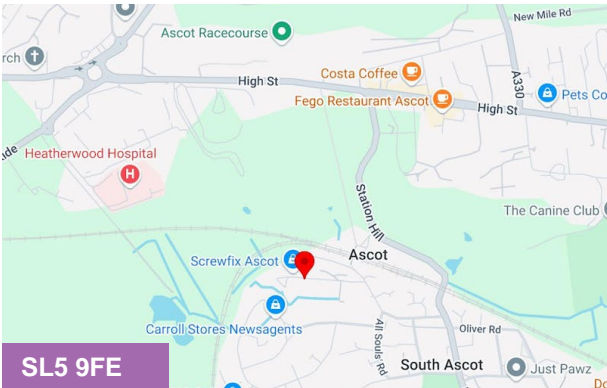 New Mile Rd
Ascot Racecourse
rch
Costa Coffee
High St
A330
Fego Restaurant Ascot
High St
Pets Co
ide
Heatherwood Hospital
H
Station Hill
The Canine Club
Ascot
Screwfix Ascot
Carroll Stores Newsagents
All Souls Rd
Oliver Rd
South Ascot
Just Pawz
Do
SL5 9FE